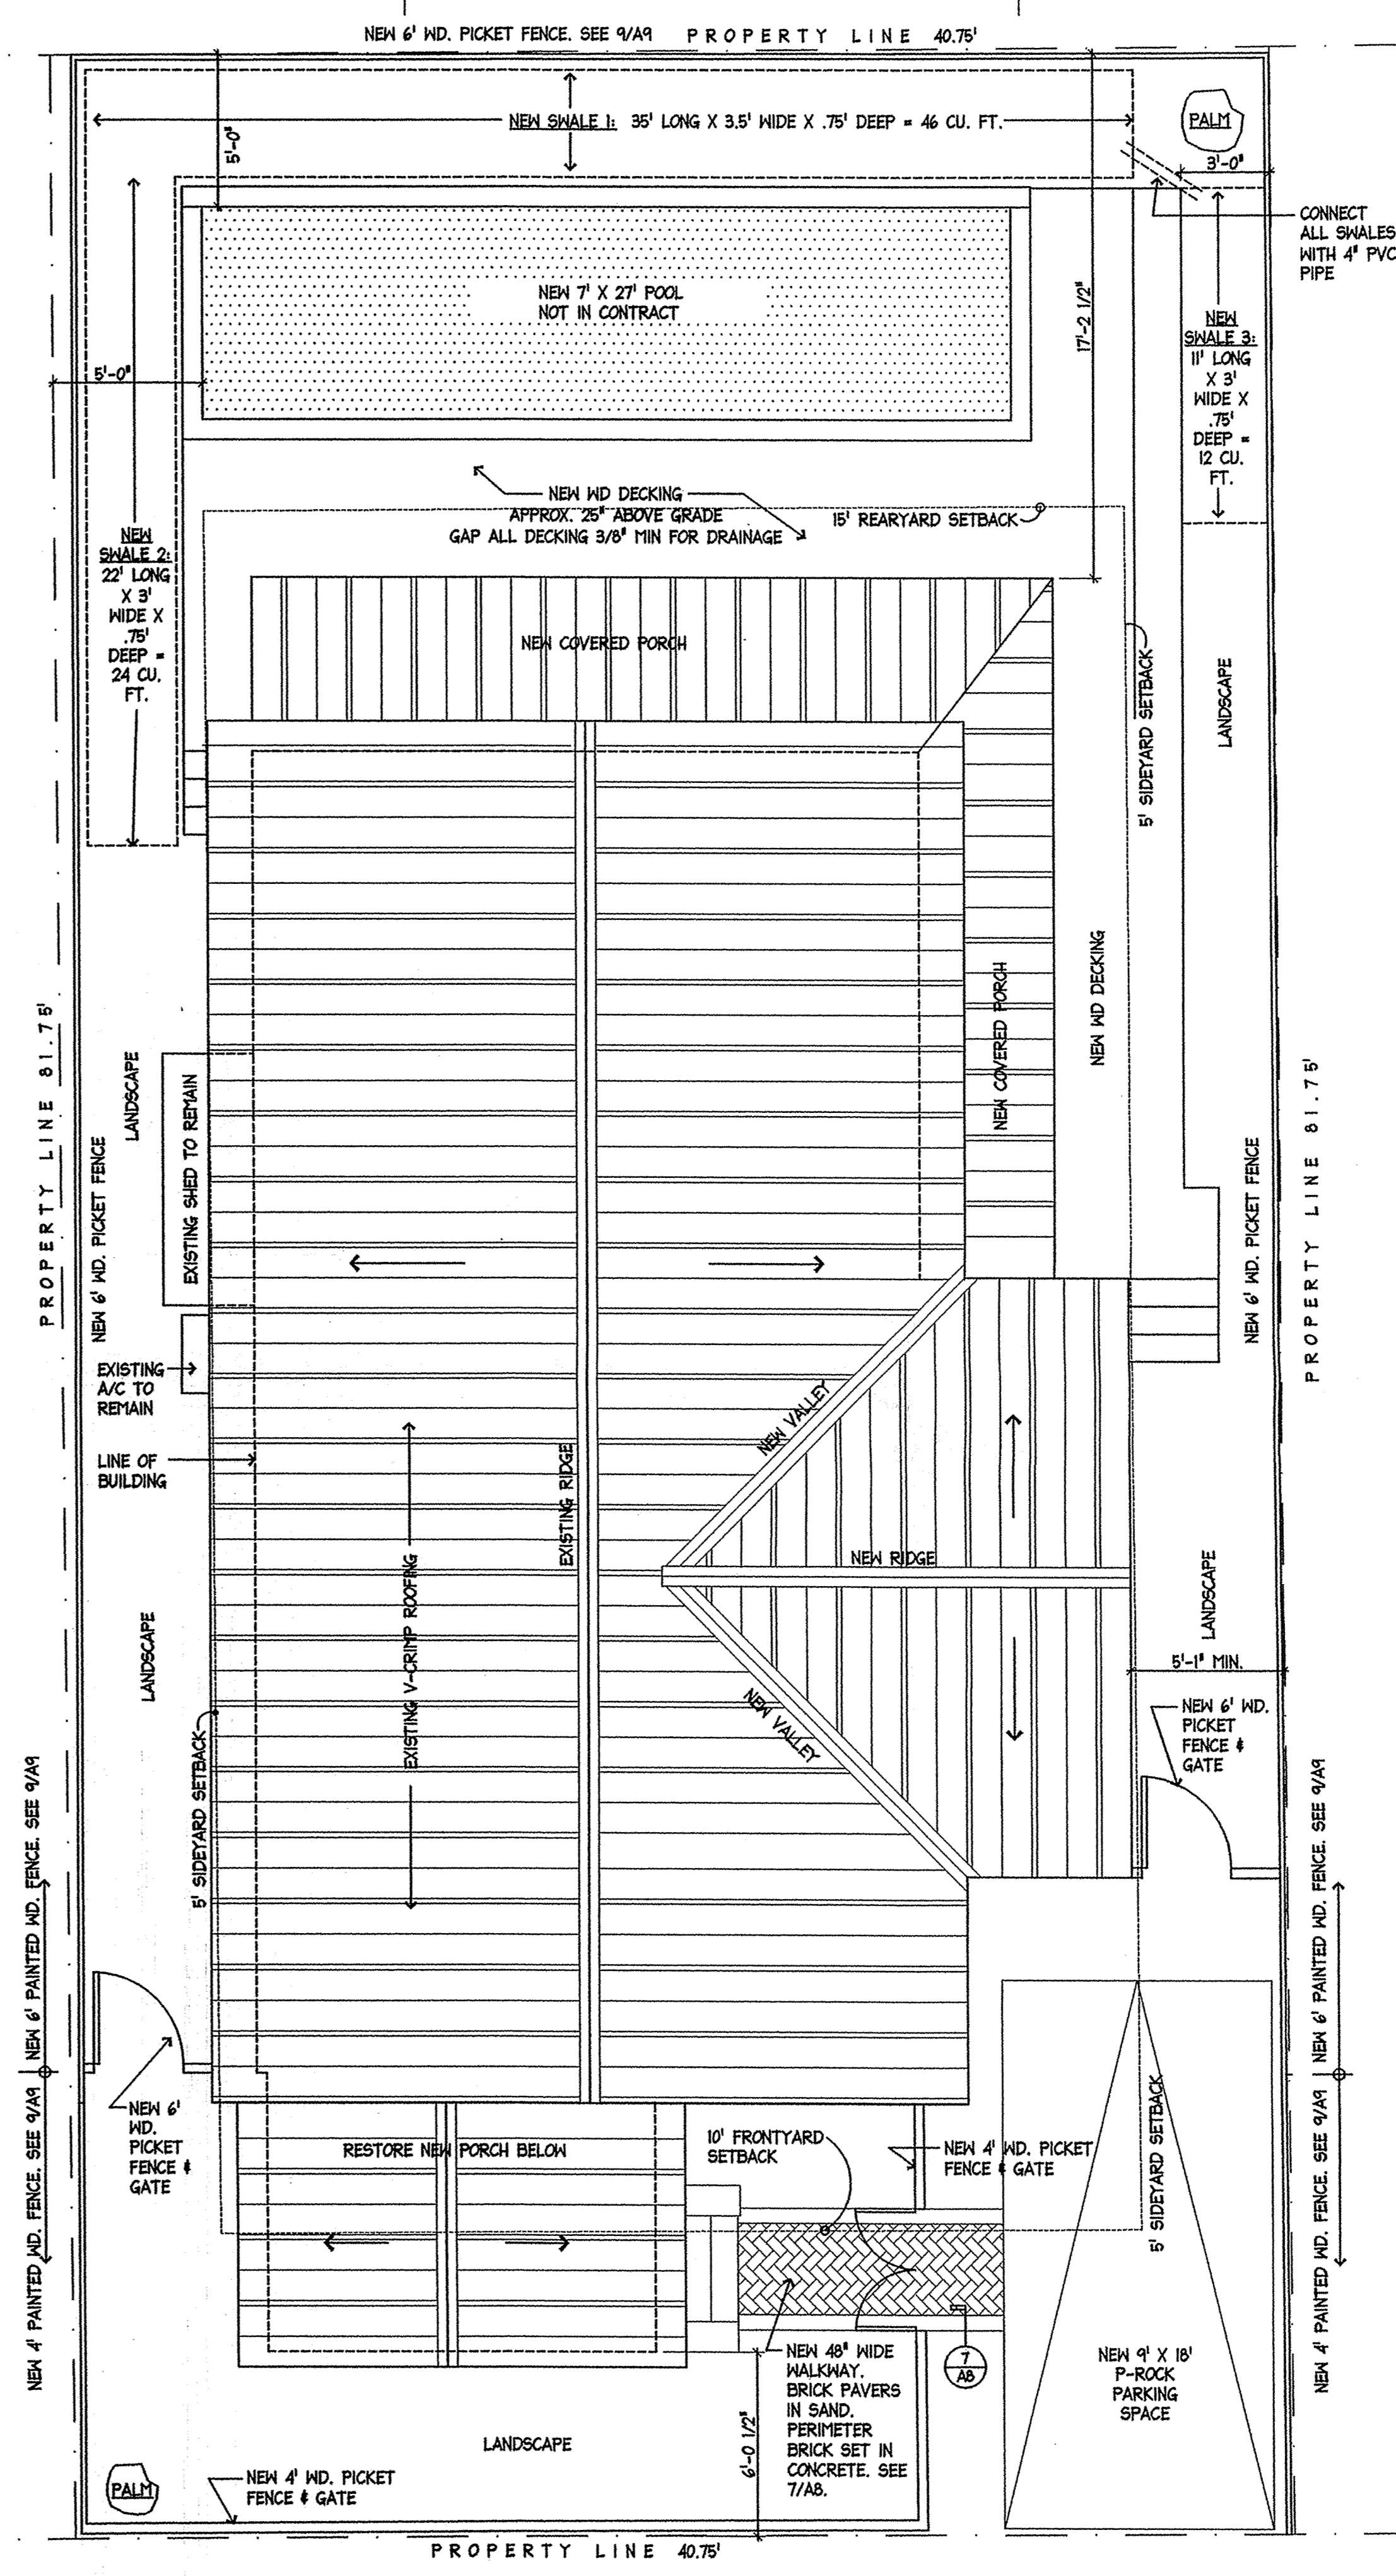 NEW 6' WD. PICKET FENCE. SEE 9/A9
PROPERTY LINE 40.75'
NEW SWALE 1: 35' LONG X 3.5' WIDE X .75' DEEP = 46 CU. FT.
PALM
5'-0"
3'-0"
CONNECT
ALL SWALES
WITH 4" PVC
PIPE
NEW 7' X 27' POOL
NOT IN CONTRACT
17'-2 1/2"
NEW
SWALE 3:
11' LONG
X 3'
WIDE X
.75'
DEEP =
12 CU.
FT.
5'-0"
NEW WD DECKING
APPROX. 25" ABOVE GRADE
GAP ALL DECKING 3/8" MIN FOR DRAINAGE
15' REARYARD SETBACK
NEW
SWALE 2:
22' LONG
X 3'
WIDE X
.75'
DEEP =
24 CU.
FT.
NEW COVERED PORCH
5' SIDEYARD SETBACK
LANDSCAPE
NEW WD DECKING
NEW COVERED PORCH
PROPERTY LINE 81.75'
LANDSCAPE
EXISTING SHED TO REMAIN
NEW 6' WD. PICKET FENCE
NEW 6' WD. PICKET FENCE
PROPERTY LINE 81.75'
EXISTING
A/C TO
REMAIN
LINE OF
BUILDING
NEW VALLEY
EXISTING RIDGE
NEW RIDGE
EXISTING V-CRIMP ROOFING
LANDSCAPE
LANDSCAPE
5'-1" MIN.
NEW VALLEY
NEW 6' WD.
PICKET
FENCE &
GATE
5' SIDEYARD SETBACK
NEW 6' PAINTED WD. FENCE. SEE 9/A9
NEW 6' PAINTED WD. FENCE. SEE 9/A9
NEW 6'
WD.
PICKET
FENCE &
GATE
RESTORE NEW PORCH BELOW
10' FRONTYARD
SETBACK
NEW 4' WD. PICKET
FENCE & GATE
5' SIDEYARD SETBACK
NEW 4' PAINTED WD. FENCE. SEE 9/A9
NEW 4' PAINTED WD. FENCE. SEE 9/A9
NEW 48" WIDE
WALKWAY.
BRICK PAVERS
IN SAND.
PERIMETER
BRICK SET IN
CONCRETE. SEE
7/A8.
7
A8
NEW 9' X 18'
P-ROCK
PARKING
SPACE
6'-0 1/2"
LANDSCAPE
PALM
NEW 4' WD. PICKET
FENCE & GATE
PROPERTY LINE 40.75'